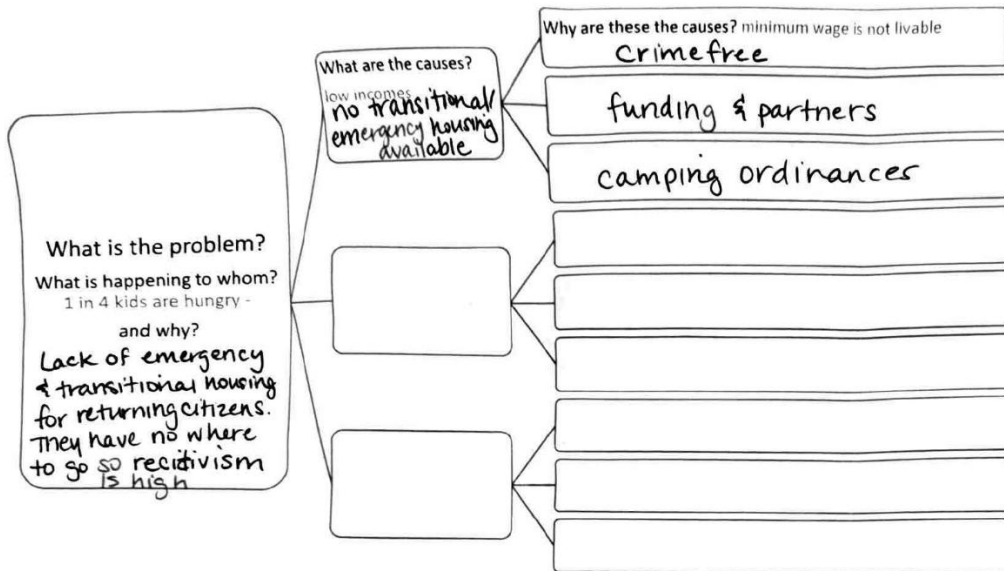 What is the problem?
What is happening to whom?
1 in 4 kids are hungry -
and why?
Lack of emergency
& transitional housing
for returning citizens.
They have no where
to go so recidivism
is high
What are the causes?
low incomes
no transitional/
emergency housing
available
Why are these the causes? minimum wage is not livable
crimefree
funding & partners
camping ordinances